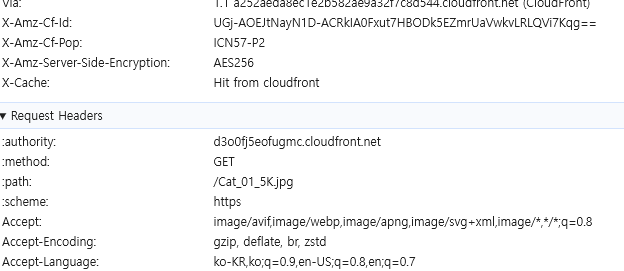 Via: 1.1 a252aeda8ec1e2b582ae9a32f7c8d544.cloudfront.net (CloudFront)
X-Amz-Cf-Id: UGj-AOEJtNayN1D-ACRkIA0Fxut7HBODk5EZmrUaVwkvLRLQVi7Kqg==
X-Amz-Cf-Pop: ICN57-P2
X-Amz-Server-Side-Encryption: AES256
X-Cache: Hit from cloudfront
▼ Request Headers
:authority: d3o0fj5eofugmc.cloudfront.net
:method: GET
:path: /Cat_01_5K.jpg
:scheme: https
Accept: image/avif,image/webp,image/apng,image/svg+xml,image/*,*/*;q=0.8
Accept-Encoding: gzip, deflate, br, zstd
Accept-Language: ko-KR,ko;q=0.9,en-US;q=0.8,en;q=0.7